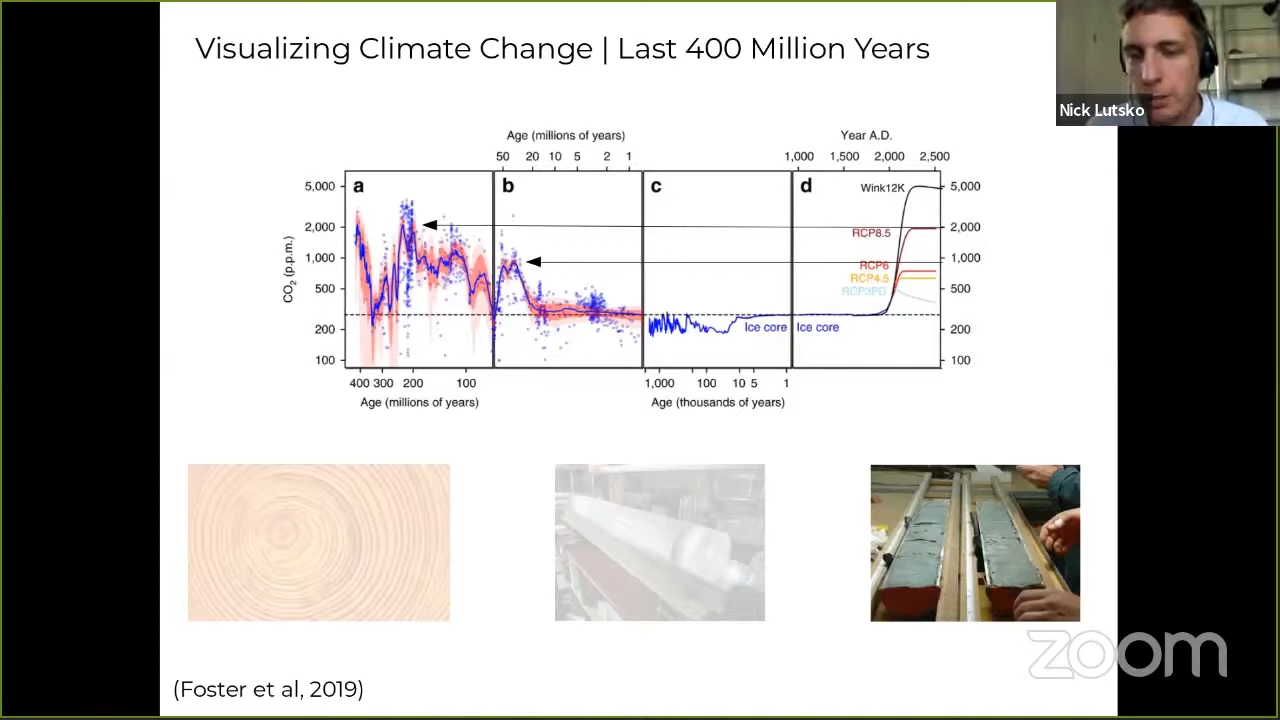 Visualizing Climate Change | Last 400 Million Years
Nick Lutsko
Age (millions of years)
50 20 10 5 2 1
Year A.D.
1,000 1,500 2,000 2,500
a
b
c
d
5,000
2,000
1,000
500
200
100
CO2 (p.p.m.)
Wink12K
RCP8.5
RCP6
RCP4.5
RCP3PD
Ice core
Ice core
5,000
2,000
1,000
500
200
100
400 300 200 100
Age (millions of years)
1,000 100 10 5 1
Age (thousands of years)
zoom
(Foster et al, 2019)